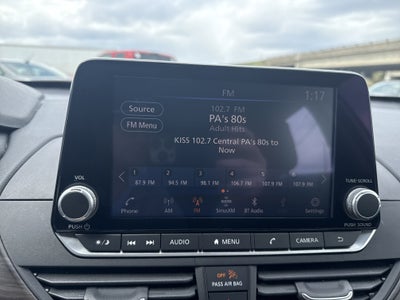 FM
1:17
Source
102.7 FM
PA's 80s
Adult Hits
FM Menu
KISS 102.7 Central PA's 80s to
Now
1 2 3 4 5 6
87.9 FM 94.5 FM 98.1 FM 106.7 FM 107.9 FM 107.9 FM
Phone AM FM SiriusXM BT Audio Settings
VOL
TUNE·SCROLL
PUSH
PUSH
AUDIO MENU CAMERA
OFF
PASS AIR BAG